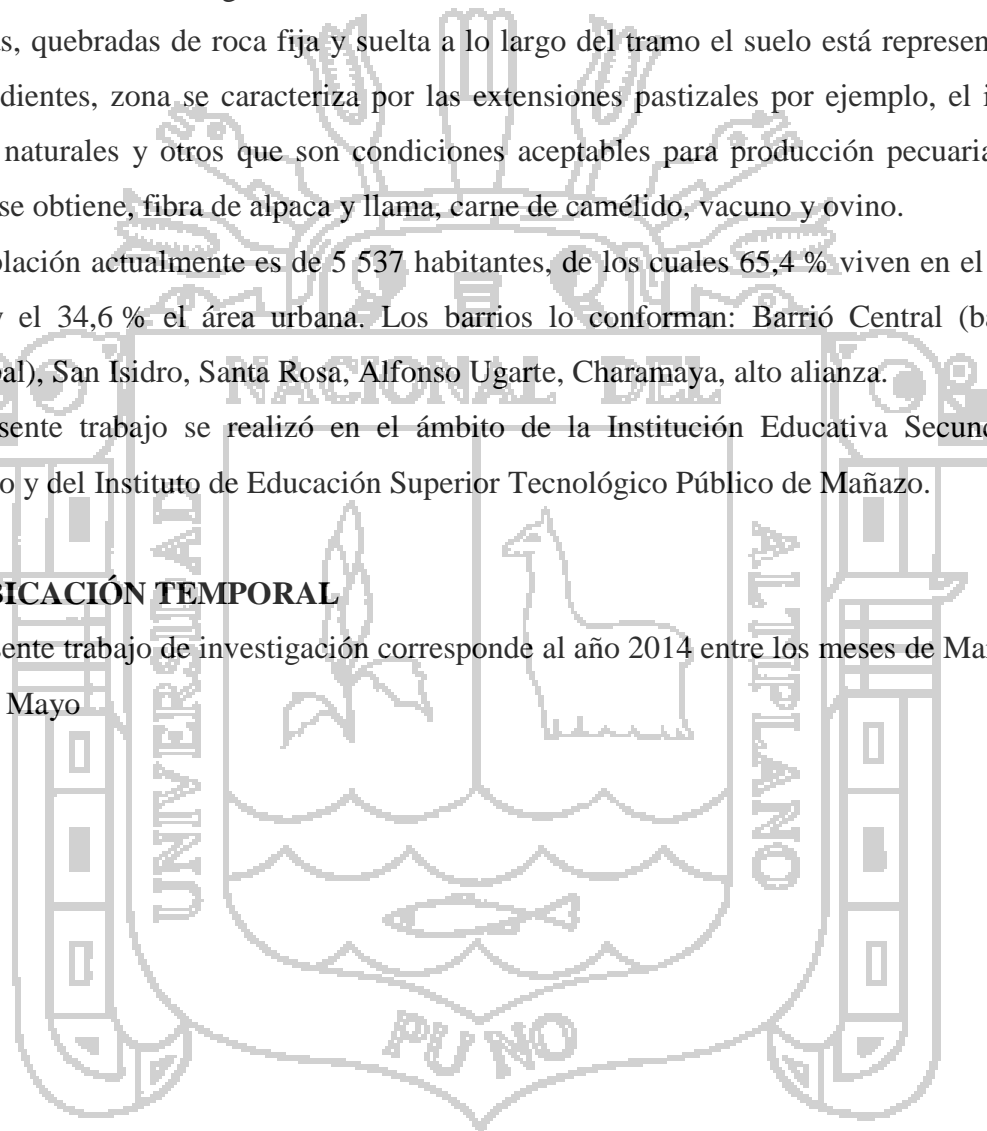 s, quebradas de roca fija y suelta a lo largo del tramo el suelo está represen
dientes, zona se caracteriza por las extensiones pastizales por ejemplo, el i
naturales y otros que son condiciones aceptables para producción pecuaria
se obtiene, fibra de alpaca y llama, carne de camélido, vacuno y ovino.
lación actualmente es de 5 537 habitantes, de los cuales 65,4 % viven en el
y el 34,6 % el área urbana. Los barrios lo conforman: Barrió Central (ba
pal), San Isidro, Santa Rosa, Alfonso Ugarte, Charamaya, alto alianza.
sente trabajo se realizó en el ámbito de la Institución Educativa Secund
o y del Instituto de Educación Superior Tecnológico Público de Mañazo.
BICACIÓN TEMPORAL
sente trabajo de investigación corresponde al año 2014 entre los meses de Mar
Mayo
UNIVERSIDAD
NACIONAL DEL
ALTIPLANO
PUNO